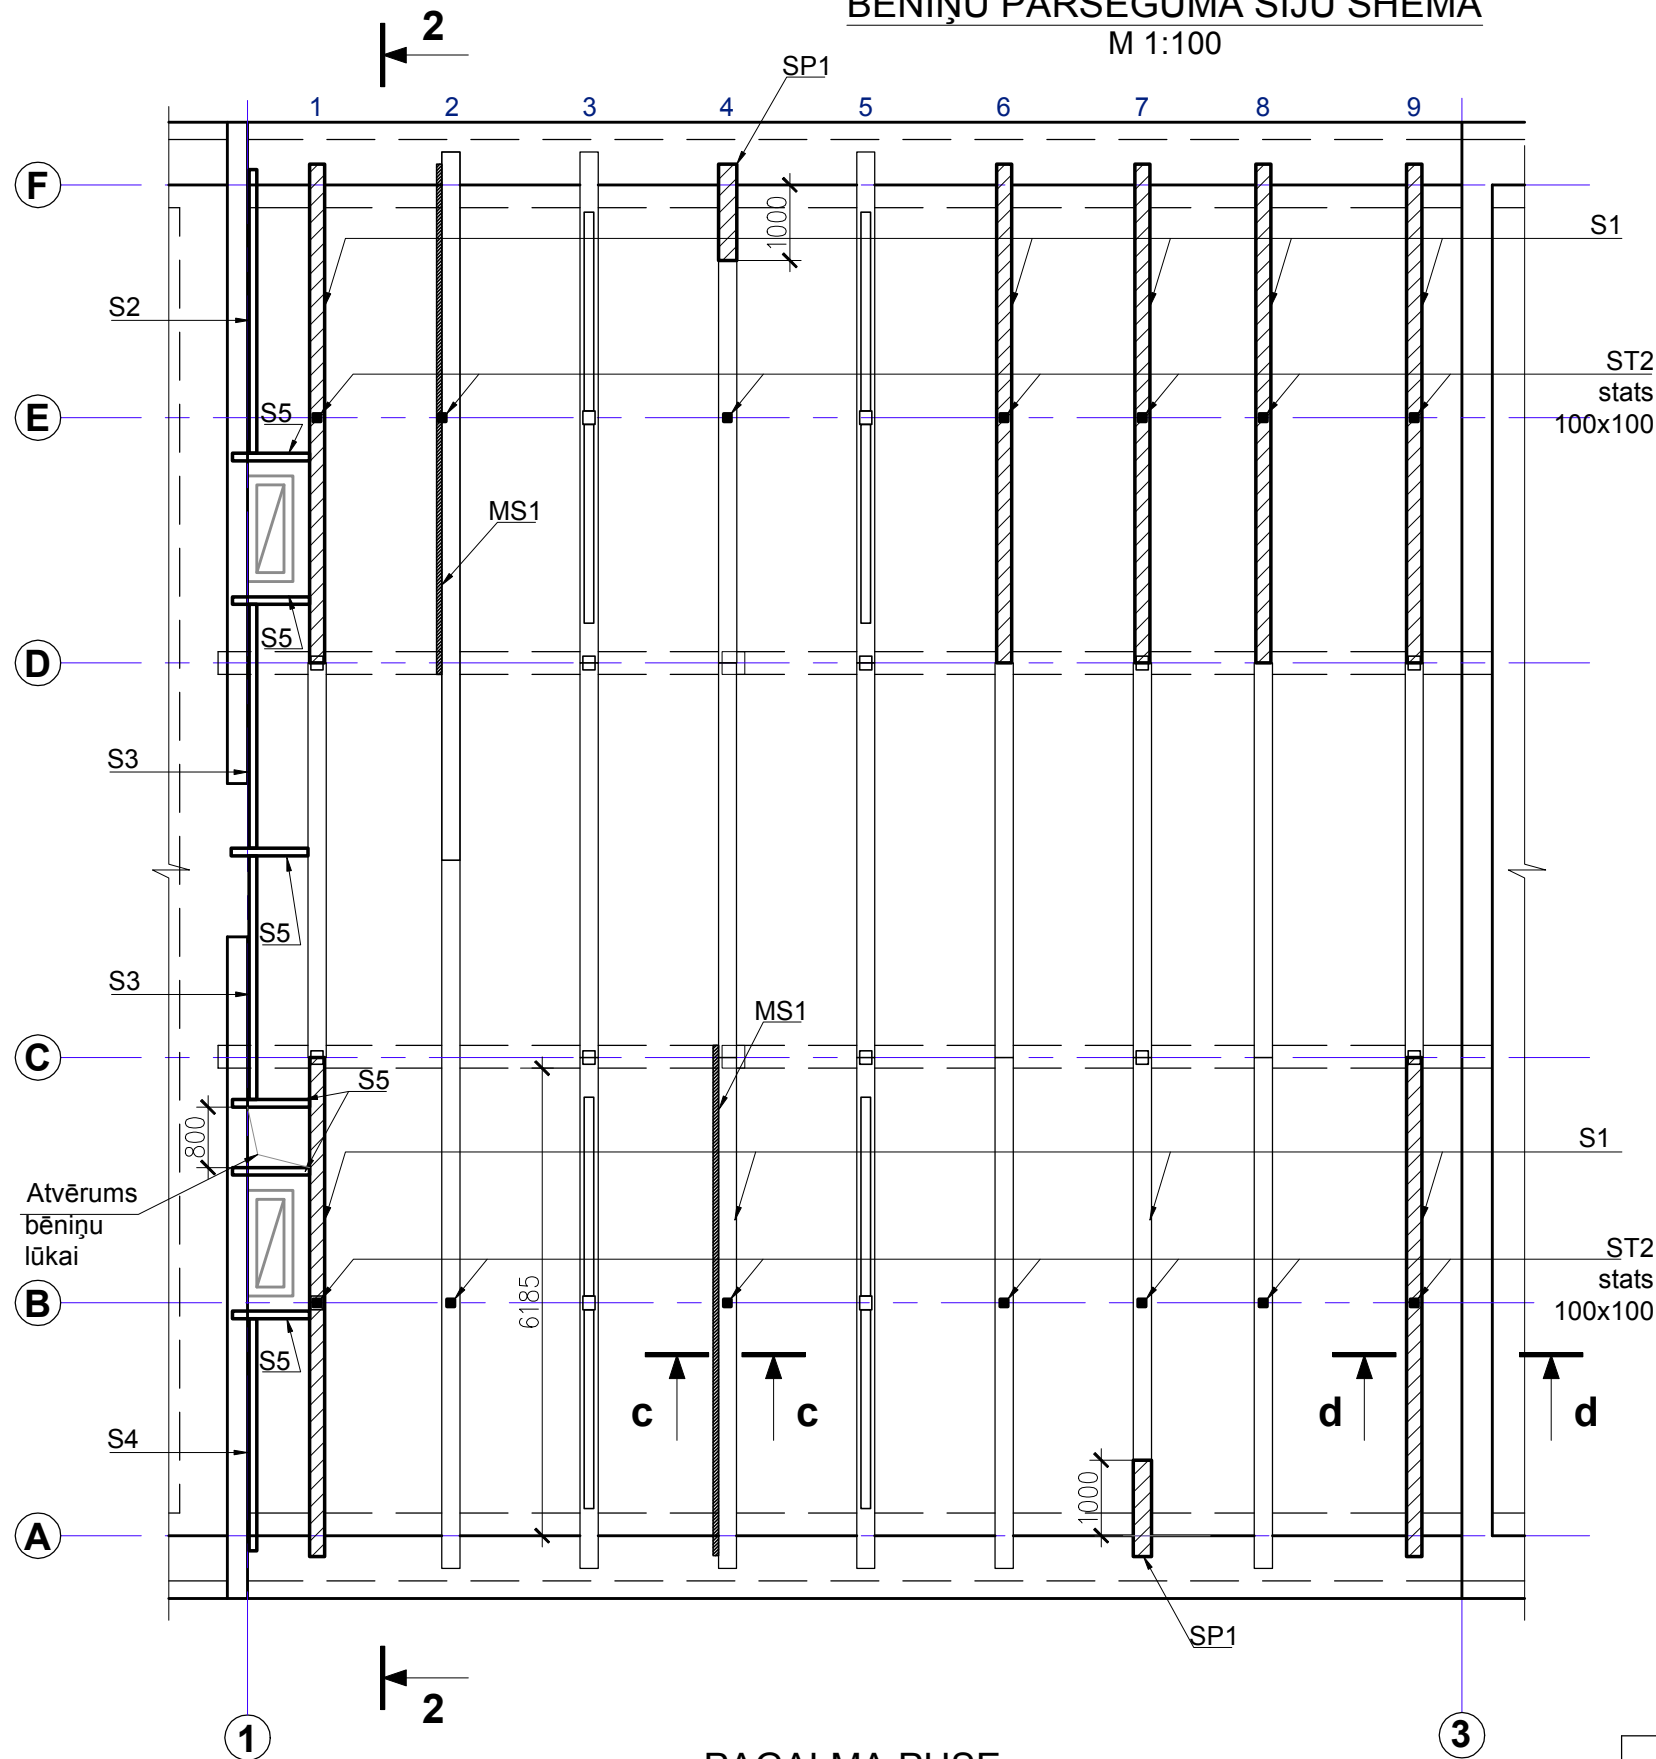 BĒNIŅU PĀRSEGUMA SIJU SHĒMA
M 1:100
2
SP1
1 2 3 4 5 6 7 8 9
F
1000
S1
S2
ST2
stats
100x100
E
S5
MS1
S5
D
S3
S5
S3
MS1
C
S5
800
S1
Atvērums
bēniņu
lūkai
ST2
stats
100x100
B
6185
S5
c c d d
S4
1000
A
SP1
2
1 3